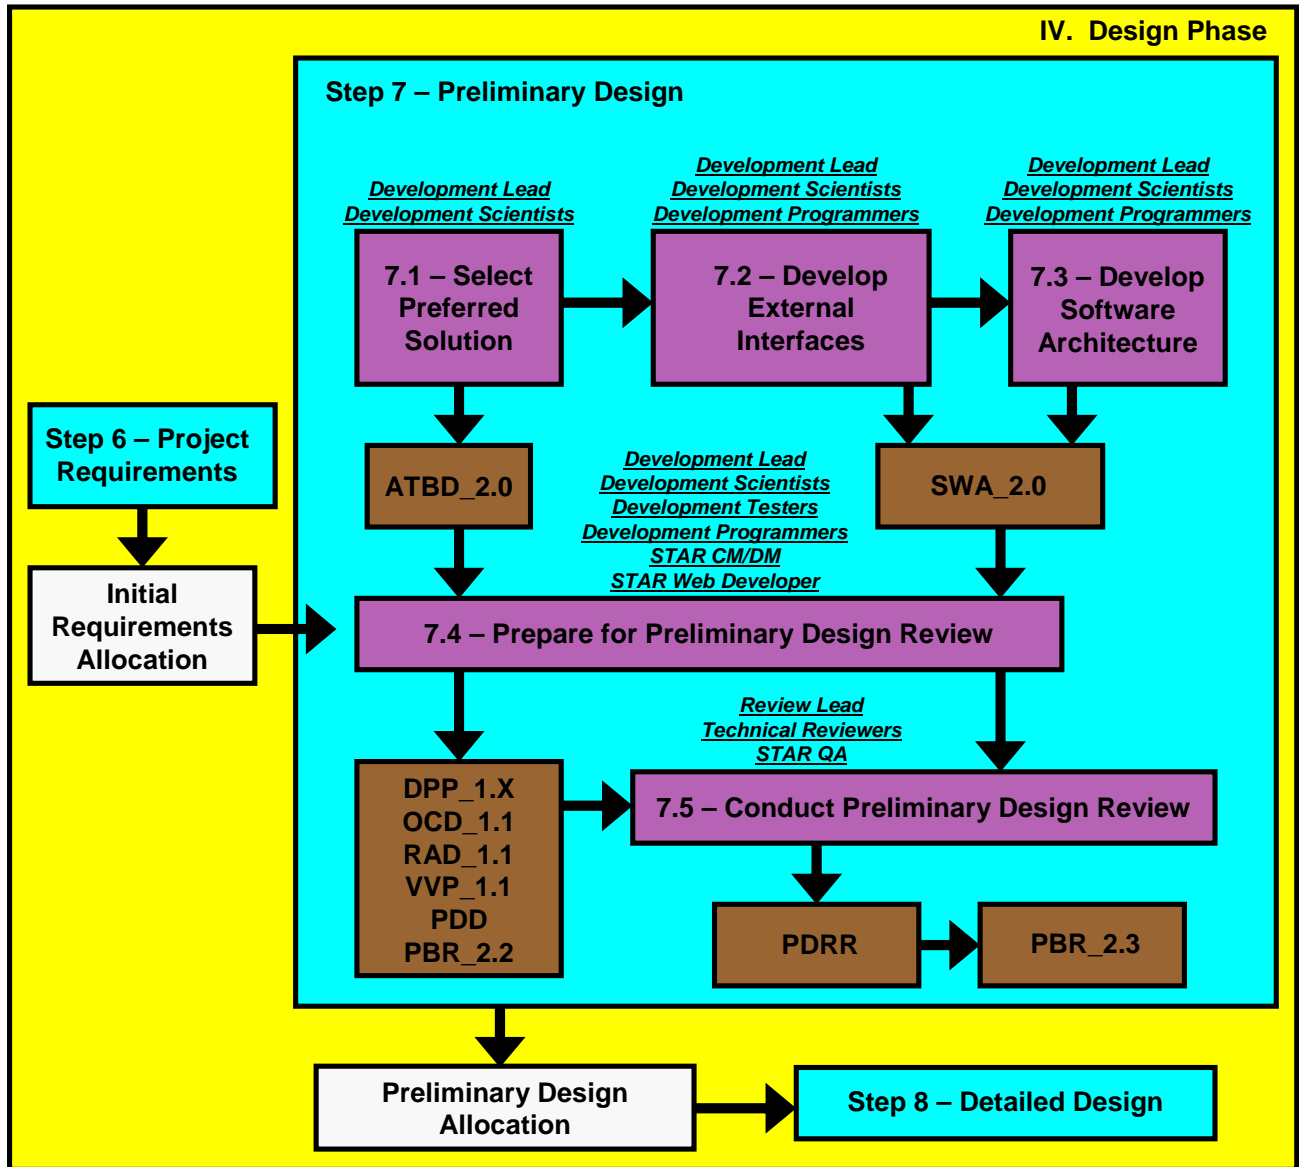 IV. Design Phase
Step 7 – Preliminary Design
Development Lead
Development Scientists
Development Lead
Development Scientists
Development Programmers
Development Lead
Development Scientists
Development Programmers
7.1 – Select
Preferred
Solution
7.2 – Develop
External
Interfaces
7.3 – Develop
Software
Architecture
Step 6 – Project
Requirements
ATBD_2.0
Development Lead
Development Scientists
Development Testers
Development Programmers
STAR CM/DM
STAR Web Developer
SWA_2.0
Initial
Requirements
Allocation
7.4 – Prepare for Preliminary Design Review
Review Lead
Technical Reviewers
STAR QA
DPP_1.X
OCD_1.1
RAD_1.1
VVP_1.1
PDD
PBR_2.2
7.5 – Conduct Preliminary Design Review
PDRR
PBR_2.3
Preliminary Design
Allocation
Step 8 – Detailed Design